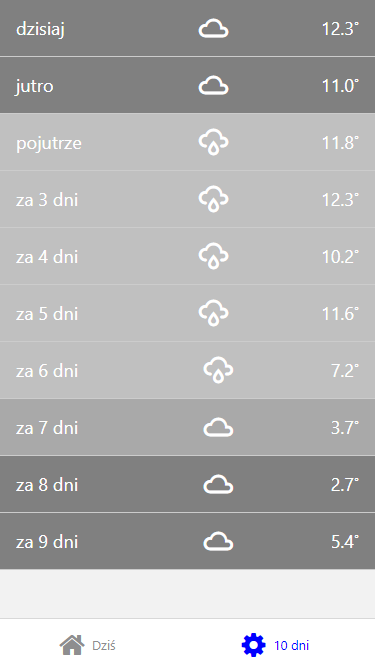 dzisiaj 12.3°
jutro 11.0°
pojutrze 11.8°
za 3 dni 12.3°
za 4 dni 10.2°
za 5 dni 11.6°
za 6 dni 7.2°
za 7 dni 3.7°
za 8 dni 2.7°
za 9 dni 5.4°
Dziś 10 dni